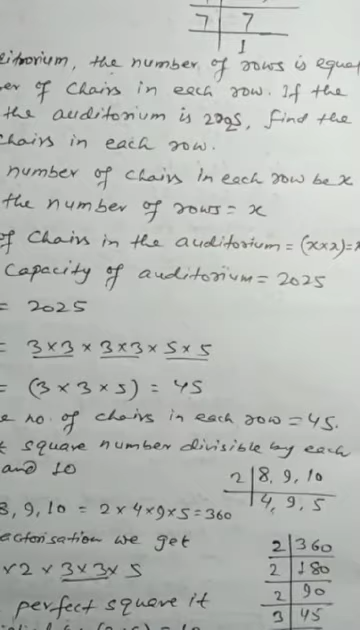 7 | 7
1
the number of rows is equal
of chairs in each row. If the
the auditorium is 2025, find the
chairs in each row.
number of chairs in each row be x
the number of rows = x
of chairs in the auditorium = (x×x) =
Capacity of auditorium = 2025
= 2025
= 3×3 × 3×3 × 5×5
= (3×3×5) = 45
no. of chairs in each row = 45.
square number divisible by each
and 10
2 | 8, 9, 10
4, 9, 5
8, 9, 10 = 2×4×9×5 = 360
we get
×2 × 3×3 × 5
2 | 360
2 | 180
2 | 90
3 | 45
perfect square it